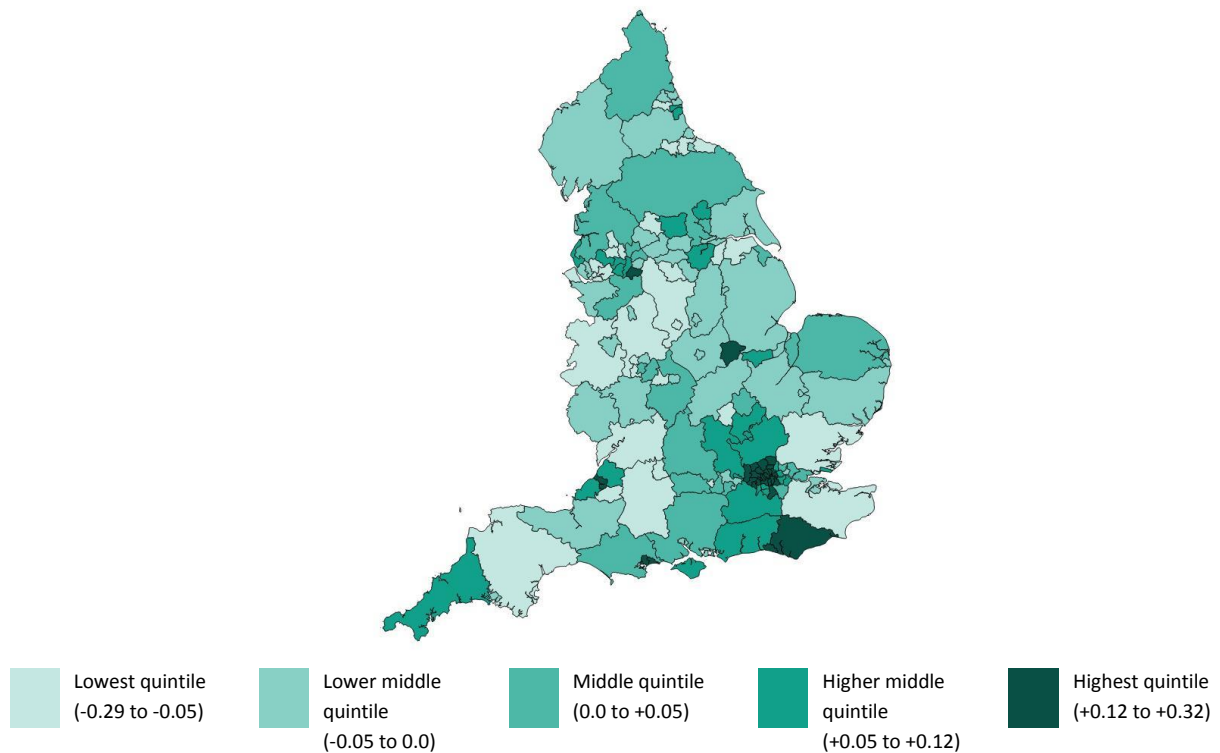 Lowest quintile
(-0.29 to -0.05)
Lower middle
quintile
(-0.05 to 0.0)
Middle quintile
(0.0 to +0.05)
Higher middle
quintile
(+0.05 to +0.12)
Highest quintile
(+0.12 to +0.32)